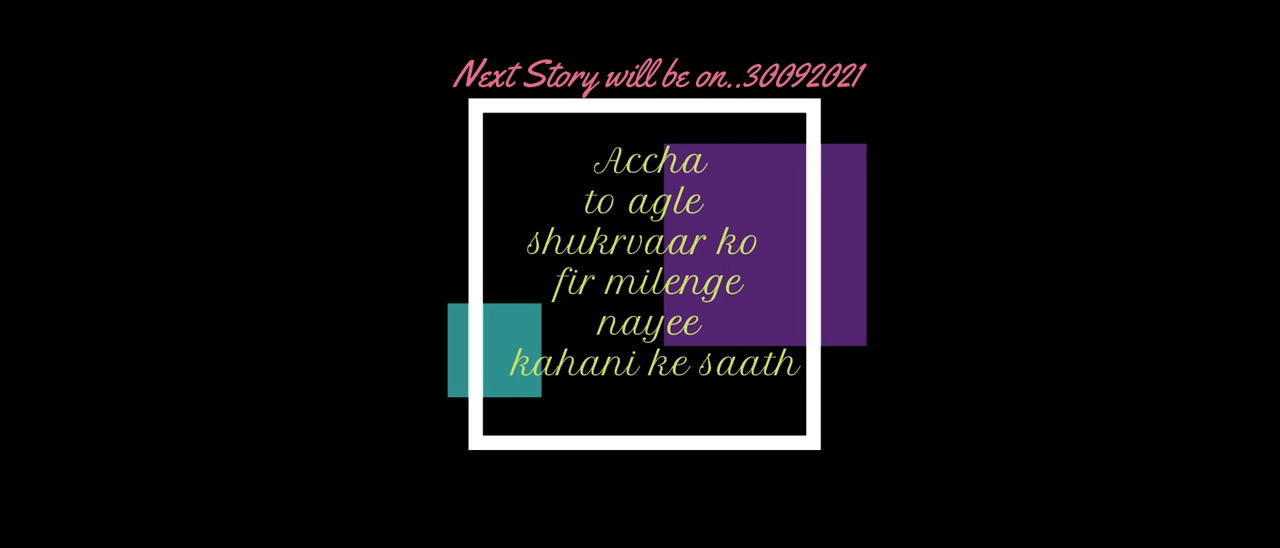 Next Story will be on..30092021
Accha
to agle
shukrvaar ko
fir milenge
nayee
kahani ke saath